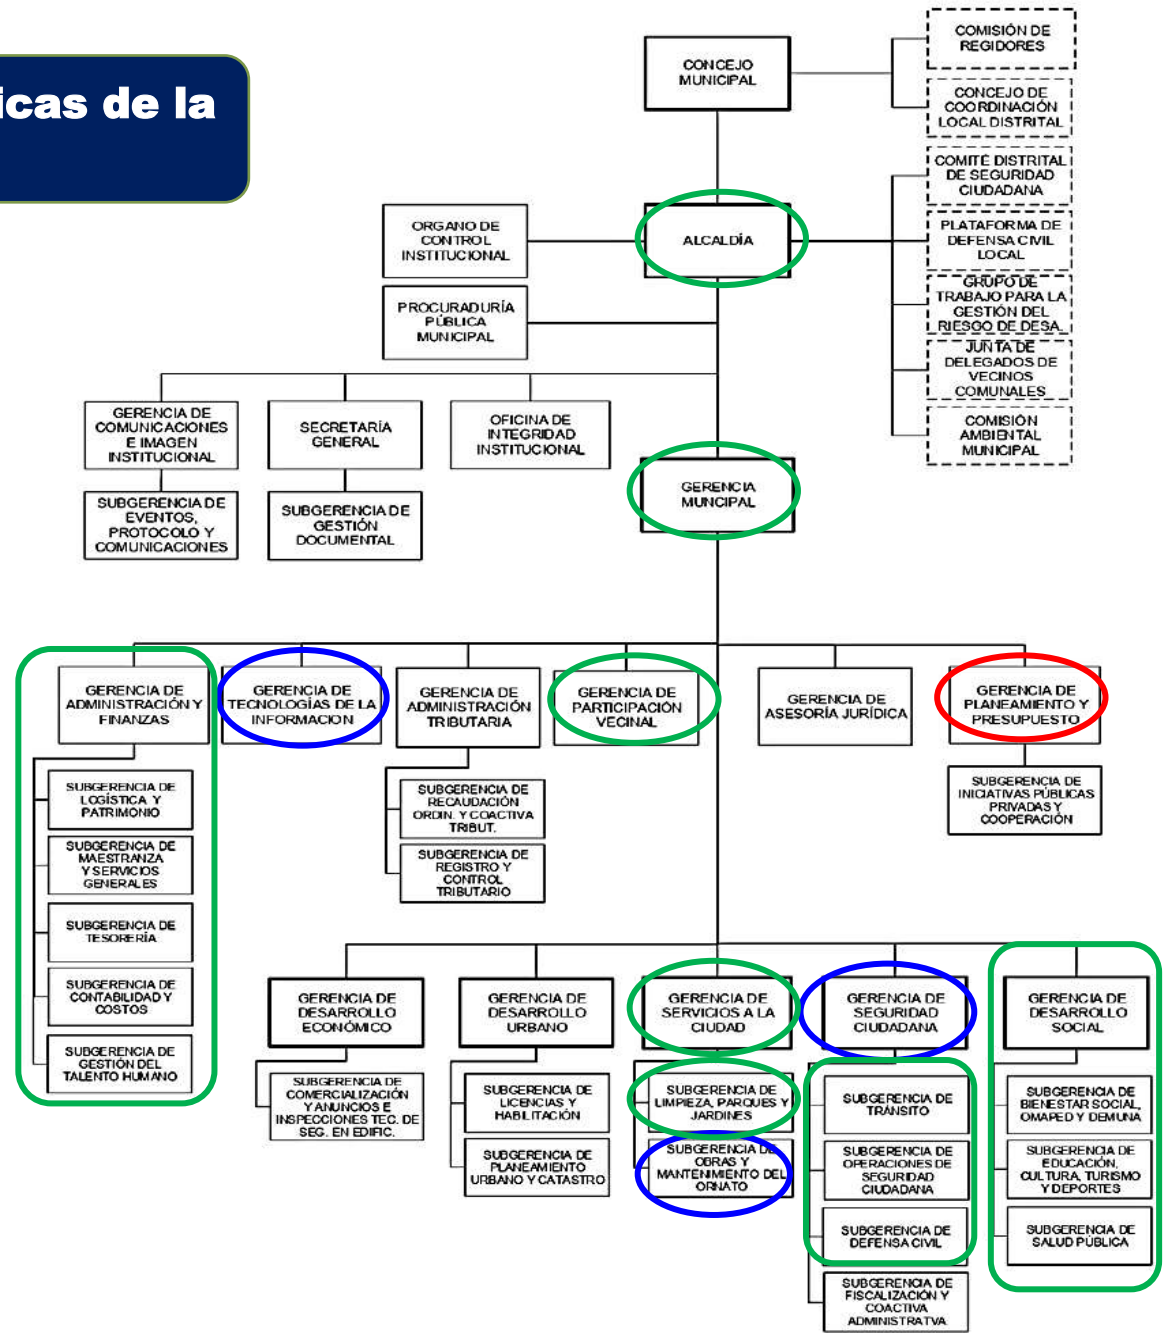 icas de la
CONCEJO
MUNICIPAL
COMISIÓN DE
REGIDORES
CONCEJO DE
COORDINACIÓN
LOCAL DISTRITAL
COMITÉ DISTRITAL
DE SEGURIDAD
CIUDADANA
ORGANO DE
CONTROL
INSTITUCIONAL
ALCALDÍA
PLATAFORMA DE
DEFENSA CIVIL
LOCAL
PROCURADURÍA
PÚBLICA
MUNICIPAL
GRUPO DE
TRABAJO PARA LA
GESTIÓN DEL
RIESGO DE DESA.
JUNTA DE
DELEGADOS DE
VECINOS
COMUNALES
COMISIÓN
AMBIENTAL
MUNICIPAL
GERENCIA DE
COMUNICACIONES
E IMAGEN
INSTITUCIONAL
SECRETARÍA
GENERAL
OFICINA DE
INTEGRIDAD
INSTITUCIONAL
GERENCIA
MUNCIPAL
SUBGERENCIA DE
EVENTOS,
PROTOCOLO Y
COMUNICACIONES
SUBGERENCIA DE
GESTIÓN
DOCUMENTAL
GERENCIA DE
ADMINISTRACIÓN Y
FINANZAS
GERENCIA DE
TECNOLOGÍAS DE LA
INFORMACION
GERENCIA DE
ADMINISTRACIÓN
TRIBUTARIA
GERENCIA DE
PARTICIPACIÓN
VECINAL
GERENCIA DE
ASESORÍA JURÍDICA
GERENCIA DE
PLANEAMIENTO Y
PRESUPUESTO
SUBGERENCIA DE
LOGÍSTICA Y
PATRIMONIO
SUBGERENCIA DE
MAESTRANZA
Y SERVICIOS
GENERALES
SUBGERENCIA DE
TESORERÍA
SUBGERENCIA DE
CONTABILIDAD Y
COSTOS
SUBGERENCIA DE
GESTIÓN DEL
TALENTO HUMANO
SUBGERENCIA DE
RECAUDACIÓN
ORDIN. Y COACTIVA
TRIBUT.
SUBGERENCIA DE
REGISTRO Y
CONTROL
TRIBUTARIO
SUBGERENCIA DE
INICIATIVAS PÚBLICAS
PRIVADAS Y
COOPERACIÓN
GERENCIA DE
DESARROLLO
ECONÓMICO
GERENCIA DE
DESARROLLO
URBANO
GERENCIA DE
SERVICIOS A LA
CIUDAD
GERENCIA DE
SEGURIDAD
CIUDADANA
GERENCIA DE
DESARROLLO
SOCIAL
SUBGERENCIA DE
COMERCIALIZACIÓN
Y ANUNCIOS E
INSPECCIONES TEC. DE
SEG. EN EDIFIC.
SUBGERENCIA DE
LICENCIAS Y
HABILITACIÓN
SUBGERENCIA DE
PLANEAMIENTO
URBANO Y CATASTRO
SUBGERENCIA DE
LIMPIEZA, PARQUES Y
JARDINES
SUBGERENCIA DE
OBRAS Y
MANTENIMIENTO DEL
ORNATO
SUBGERENCIA DE
TRÁNSITO
SUBGERENCIA DE
OPERACIONES DE
SEGURIDAD
CIUDADANA
SUBGERENCIA DE
DEFENSA CIVIL
SUBGERENCIA DE
FISCALIZACIÓN Y
COACTIVA
ADMINISTRATVA
SUBGERENCIA DE
BIENESTAR SOCIAL,
OMAPED Y DEMUNA
SUBGERENCIA DE
EDUCACIÓN,
CULTURA, TURISMO
Y DEPORTES
SUBGERENCIA DE
SALUD PÚBLICA